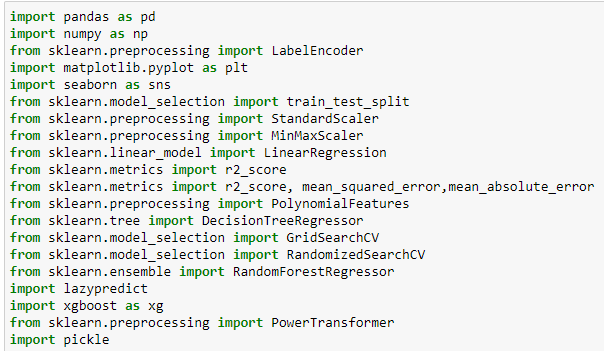 import pandas as pd
import numpy as np
from sklearn.preprocessing import LabelEncoder
import matplotlib.pyplot as plt
import seaborn as sns
from sklearn.model_selection import train_test_split
from sklearn.preprocessing import StandardScaler
from sklearn.preprocessing import MinMaxScaler
from sklearn.linear_model import LinearRegression
from sklearn.metrics import r2_score
from sklearn.metrics import r2_score, mean_squared_error,mean_absolute_error
from sklearn.preprocessing import PolynomialFeatures
from sklearn.tree import DecisionTreeRegressor
from sklearn.model_selection import GridSearchCV
from sklearn.model_selection import RandomizedSearchCV
from sklearn.ensemble import RandomForestRegressor
import lazypredict
import xgboost as xg
from sklearn.preprocessing import PowerTransformer
import pickle